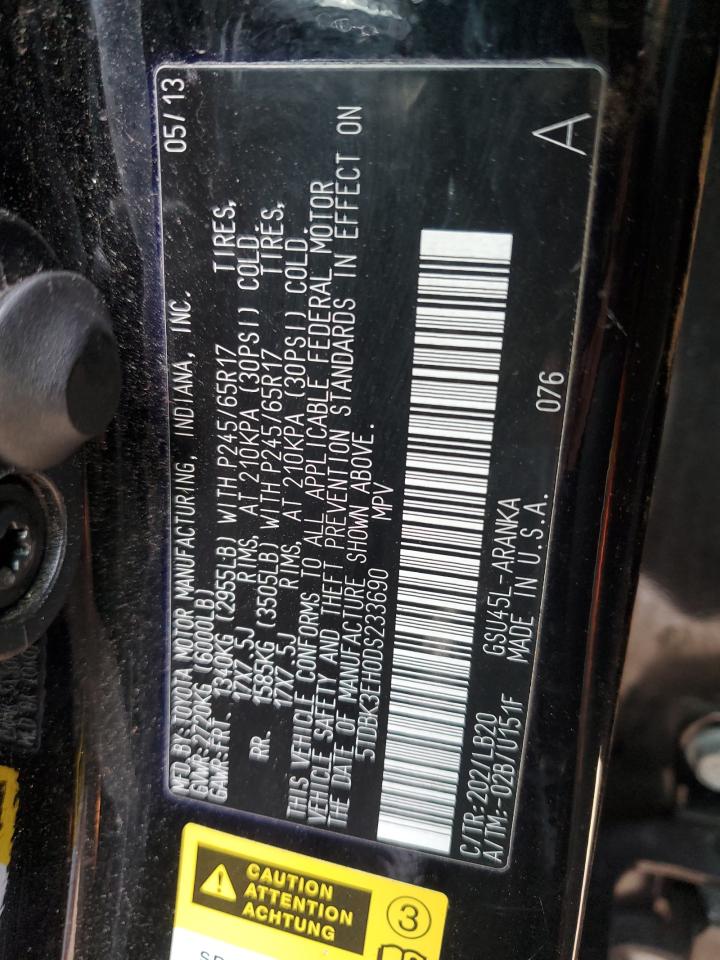 MFD.BY:TOYOTA MOTOR MANUFACTURING, INDIANA, INC. 05/13
GVWR:2720KG (6000LB)
GAWR:FRT. 1340KG (2955LB) WITH P245/65R17 TIRES,
17X7.5J RIMS, AT 210KPA (30PSI) COLD
RR. 1585KG (3505LB) WITH P245/65R17 TIRES,
17X7.5J RIMS, AT 210KPA (30PSI) COLD.
THIS VEHICLE CONFORMS TO ALL APPLICABLE FEDERAL MOTOR
VEHICLE SAFETY AND THEFT PREVENTION STANDARDS IN EFFECT ON
THE DATE OF MANUFACTURE SHOWN ABOVE.
5TDBK3EH0DS233690 MPV
A
C/TR:202/LB20 GSU45L-ARANKA 076
A/TM:-02B/U151F MADE IN U.S.A.
CAUTION
ATTENTION
ACHTUNG
3